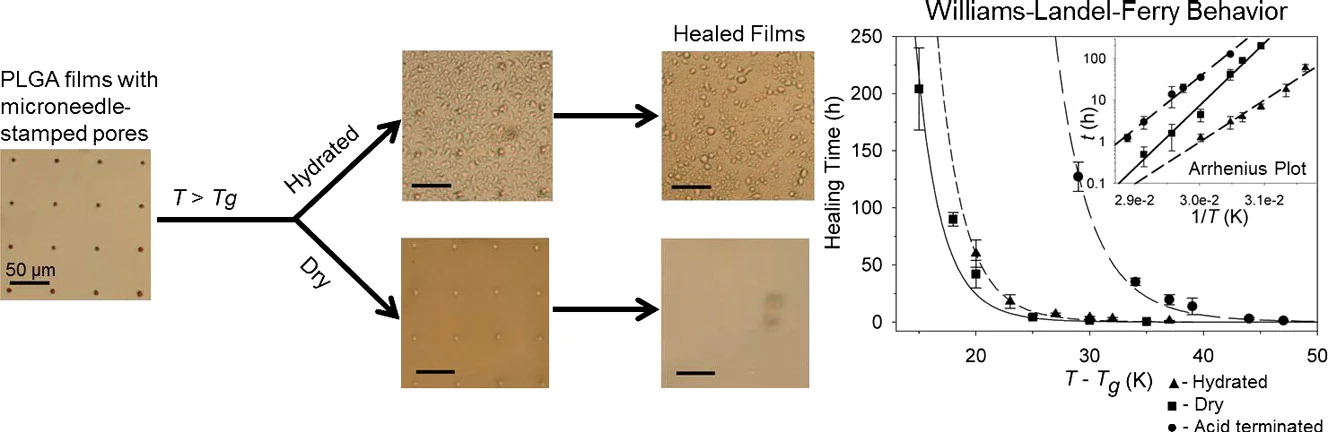 PLGA films with
microneedle-
stamped pores
50 µm
T > Tg
Hydrated
Dry
Healed Films
Williams-Landel-Ferry Behavior
Healing Time (h)
250
200
150
100
50
0
20
30
40
50
T - Tg (K)
t (h)
100
10
1
0.1
Arrhenius Plot
2.9e-2
3.0e-2
3.1e-2
1/T (K)
▲ - Hydrated
■ - Dry
● - Acid terminated